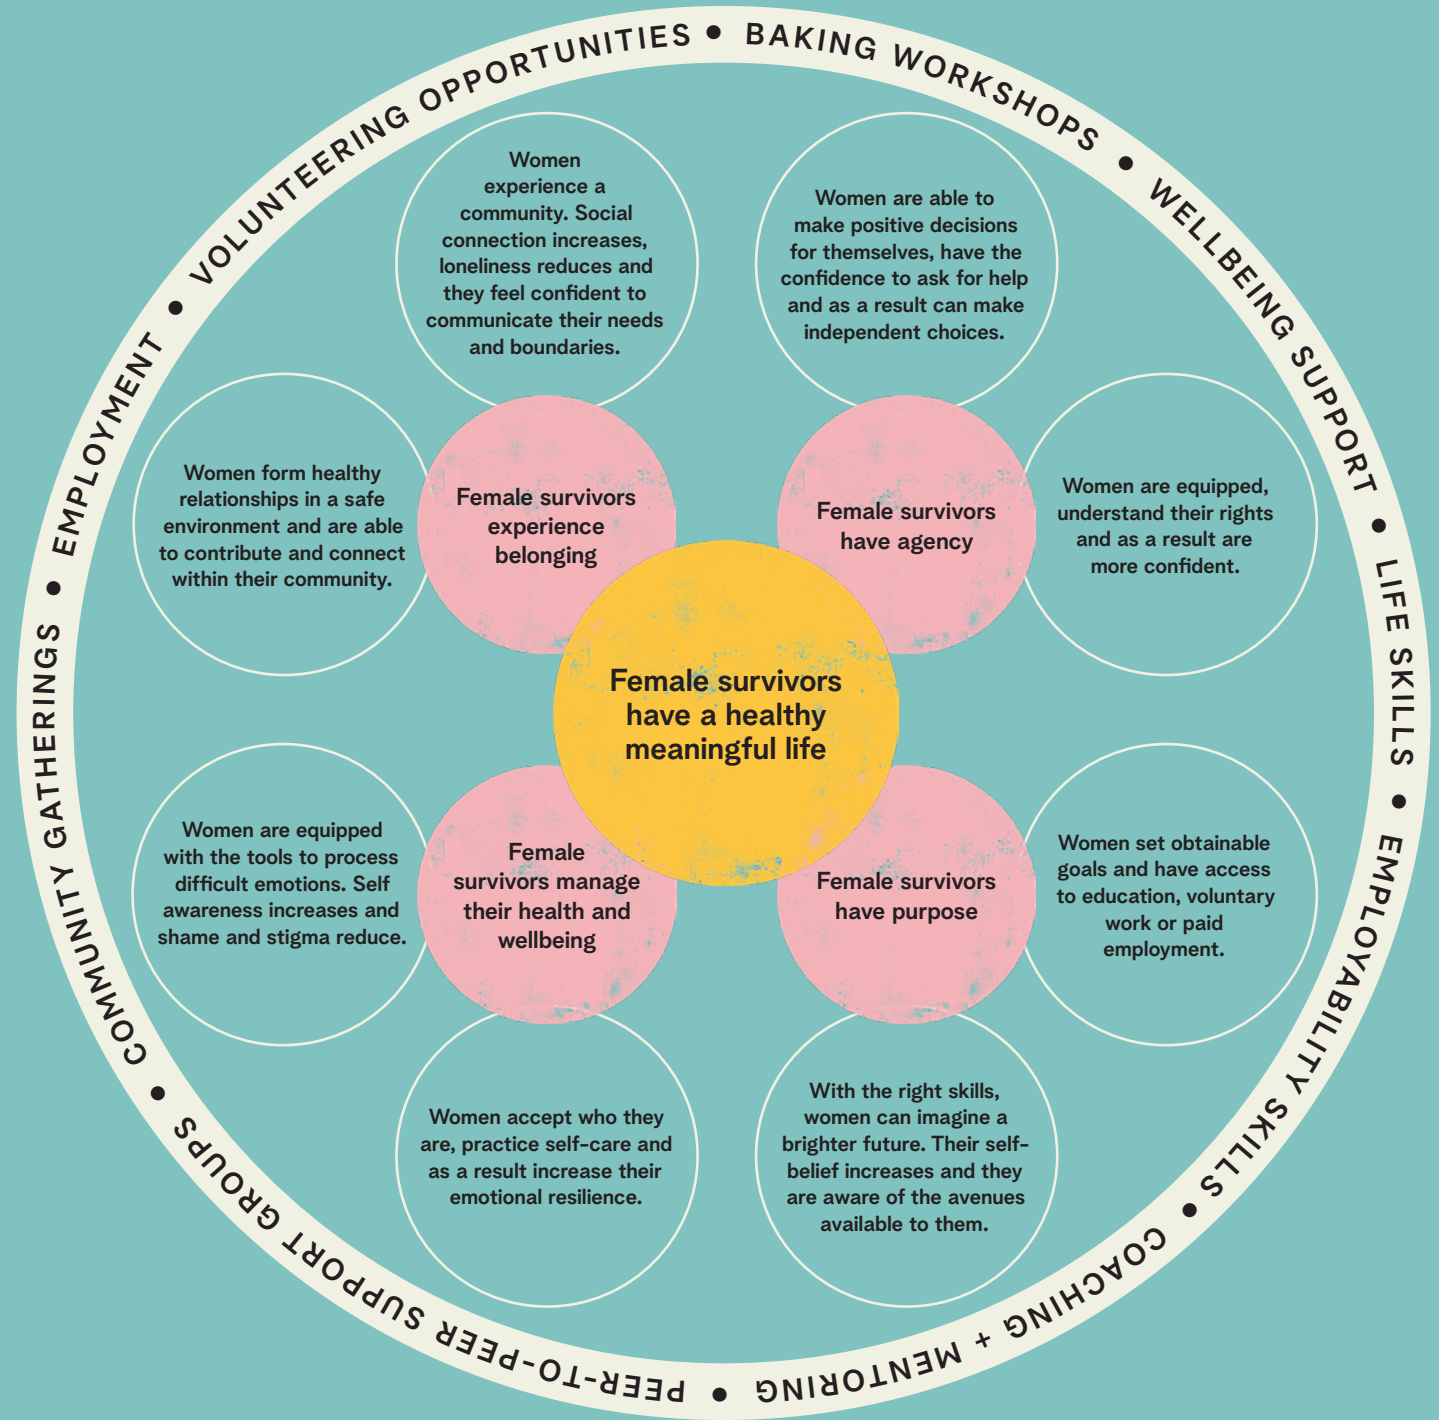 VOLUNTEERING OPPORTUNITIES • BAKING WORKSHOPS • WELLBEING SUPPORT • LIFE SKILLS • EMPLOYABILITY SKILLS • COACHING + MENTORING • PEER-TO-PEER SUPPORT GROUPS • COMMUNITY GATHERINGS • EMPLOYMENT •
Women
experience a
community. Social
connection increases,
loneliness reduces and
they feel confident to
communicate their needs
and boundaries.
Women are able to
make positive decisions
for themselves, have the
confidence to ask for help
and as a result can make
independent choices.
Women form healthy
relationships in a safe
environment and are able
to contribute and connect
within their community.
Female survivors
experience
belonging
Female survivors
have agency
Women are equipped,
understand their rights
and as a result are
more confident.
Female survivors
have a healthy
meaningful life
Women are equipped
with the tools to process
difficult emotions. Self
awareness increases and
shame and stigma reduce.
Female
survivors manage
their health and
wellbeing
Female survivors
have purpose
Women set obtainable
goals and have access
to education, voluntary
work or paid
employment.
Women accept who they
are, practice self-care and
as a result increase their
emotional resilience.
With the right skills,
women can imagine a
brighter future. Their self-
belief increases and they
are aware of the avenues
available to them.